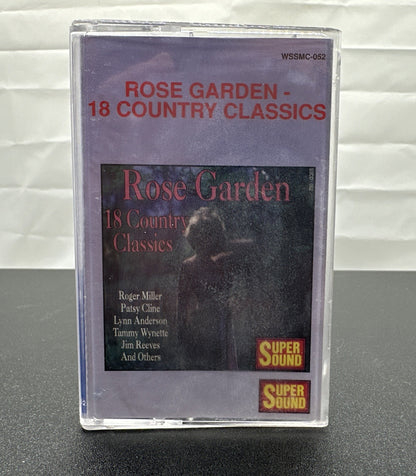 WSSMC-052
ROSE GARDEN -
18 COUNTRY CLASSICS
Rose Garden
18 Country
Classics
Roger Miller
Patsy Cline
Lynn Anderson
Tammy Wynette
Jim Reeves
And Others
SUPER
SOUND
SUPER
SOUND